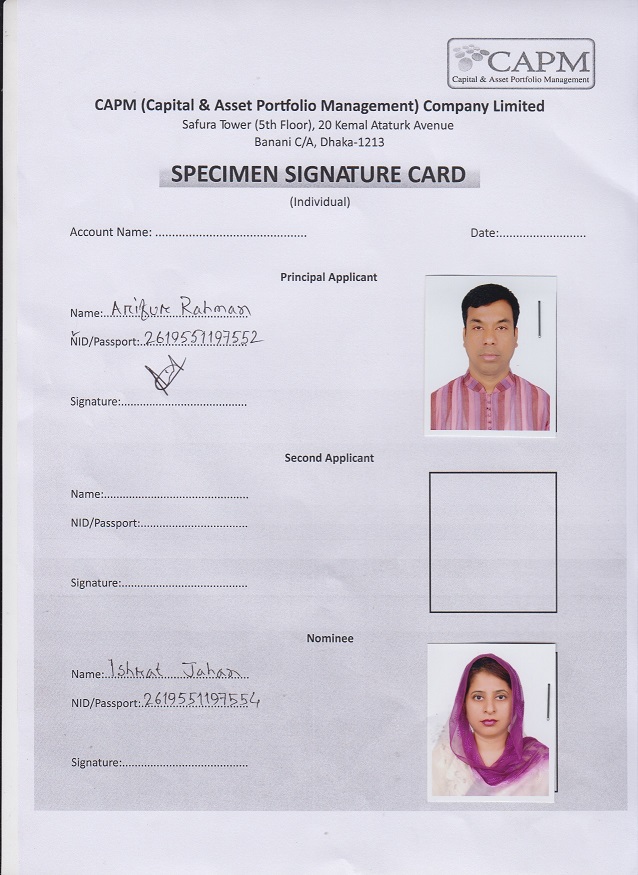 CAPM
Capital & Asset Portfolio Management
CAPM (Capital & Asset Portfolio Management) Company Limited
Safura Tower (5th Floor), 20 Kemal Ataturk Avenue
Banani C/A, Dhaka-1213
SPECIMEN SIGNATURE CARD
(Individual)
Account Name: ............................................ Date:.........................
Principal Applicant
Name: Arifur Rahman
NID/Passport: 2619551197552
Signature:.....................................
Second Applicant
Name:..........................................
NID/Passport:...............................
Signature:.....................................
Nominee
Name: Ishrat Jahan
NID/Passport: 2619551197554
Signature:.....................................